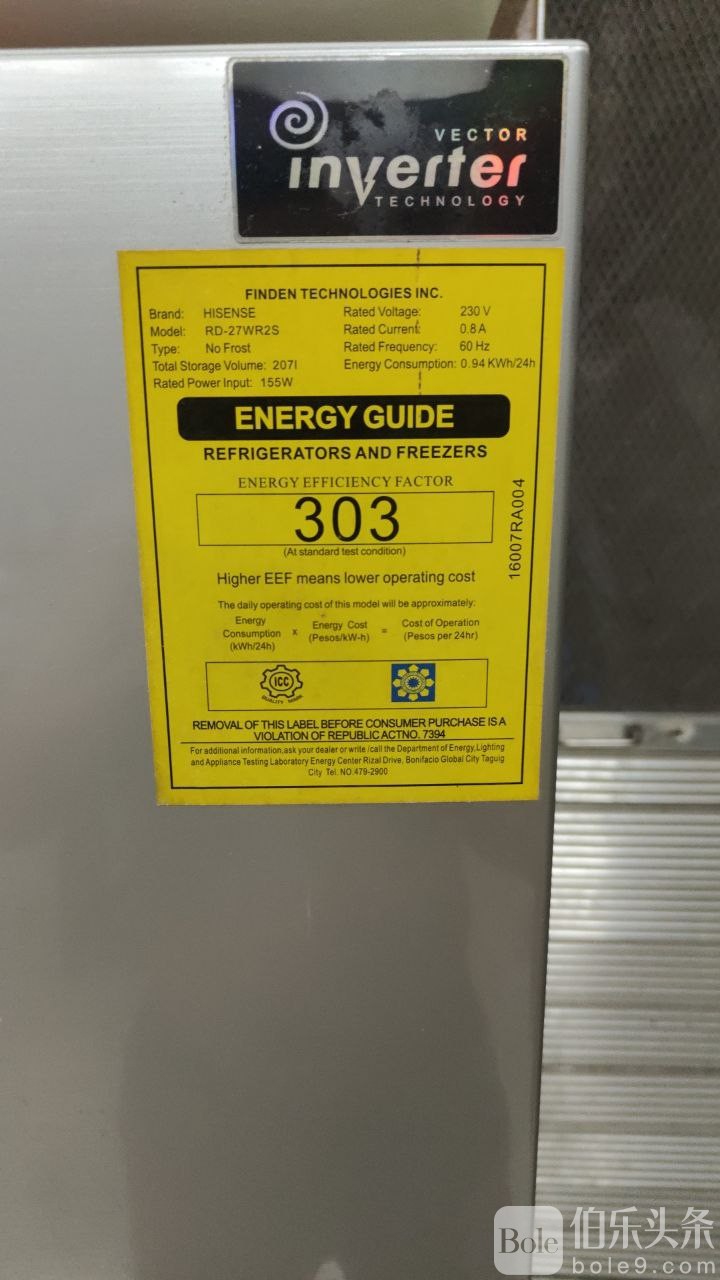 VECTOR
inverter
TECHNOLOGY
FINDEN TECHNOLOGIES INC.
Brand: HISENSE
Model: RD-27WR2S
Type: No Frost
Total Storage Volume: 207l
Rated Power Input: 155W
Rated Voltage: 230 V
Rated Current: 0.8 A
Rated Frequency: 60 Hz
Energy Consumption: 0.94 KWh/24h
ENERGY GUIDE
REFRIGERATORS AND FREEZERS
ENERGY EFFICIENCY FACTOR
303
(At standard test condition)
16007RA004
Higher EEF means lower operating cost
The daily operating cost of this model will be approximately:
Energy Consumption (kWh/24h) x Energy Cost (Pesos/kW-h) = Cost of Operation (Pesos per 24hr)
ICC
QUALITY MARK
REMOVAL OF THIS LABEL BEFORE CONSUMER PURCHASE IS A
VIOLATION OF REPUBLIC ACTNO. 7394
For additional information,ask your dealer or write /call the Department of Energy,Lighting
and Appliance Testing Laboratory Energy Center Rizal Drive, Bonifacio Global City Taguig
City Tel. NO.479-2900
Bole 伯乐头条
bole9.com